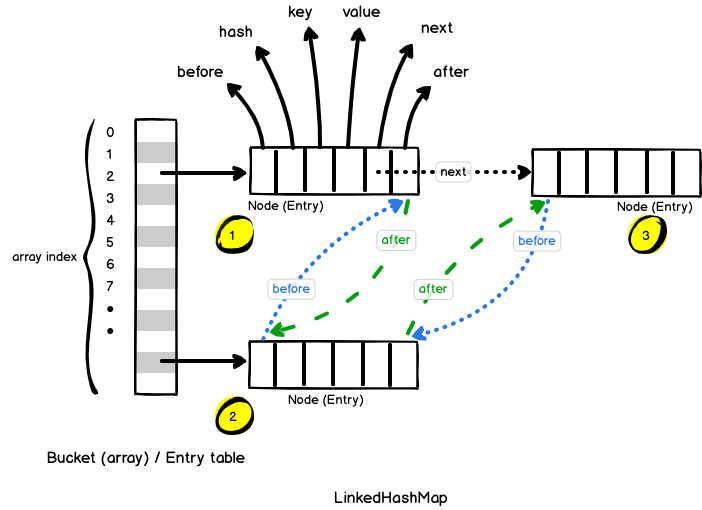 key
value
hash
next
before
after
0
1
2
3
4
5
6
7
array index
next
Node (Entry)
Node (Entry)
1
3
after
before
before
after
Node (Entry)
2
Bucket (array) / Entry table
LinkedHashMap